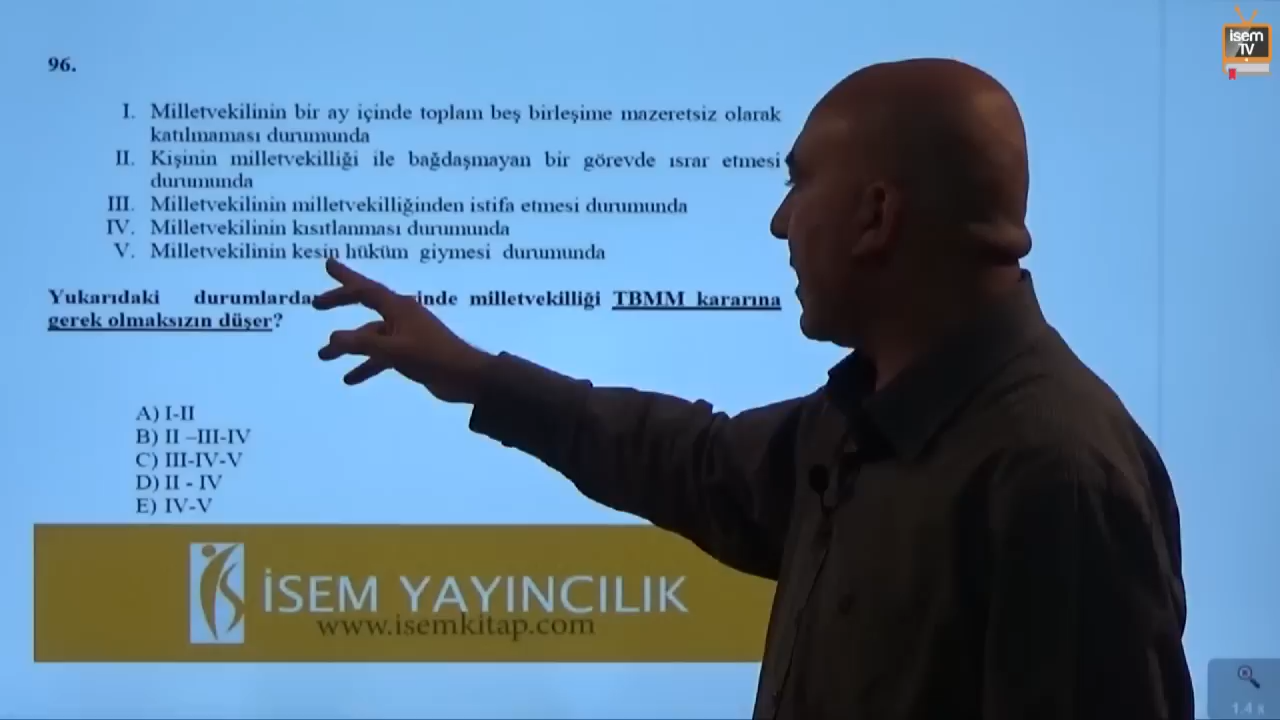 isem
TV
96.
I. Milletvekilinin bir ay içinde toplam beş birleşime mazeretsiz olarak
katılmaması durumunda
II. Kişinin milletvekilliği ile bağdaşmayan bir görevde ısrar etmesi
durumunda
III. Milletvekilinin milletvekilliğinden istifa etmesi durumunda
IV. Milletvekilinin kısıtlanması durumunda
V. Milletvekilinin kesin hüküm giymesi durumunda
Yukarıdaki milletvekilliği TBMM kararına
gerek olmaksızın düşer?
A) I-II
B) II –III-IV
C) III-IV-V
D) II - IV
E) IV-V
İSEM YAYINCILIK
www.isemkitap.com
1.4 s